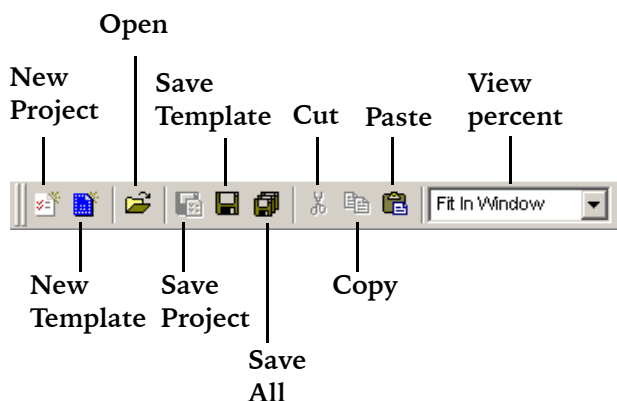 Open
New
Project
Save
Template
Cut
Paste
View
percent
Fit In Window
New
Template
Save
Project
Copy
Save
All